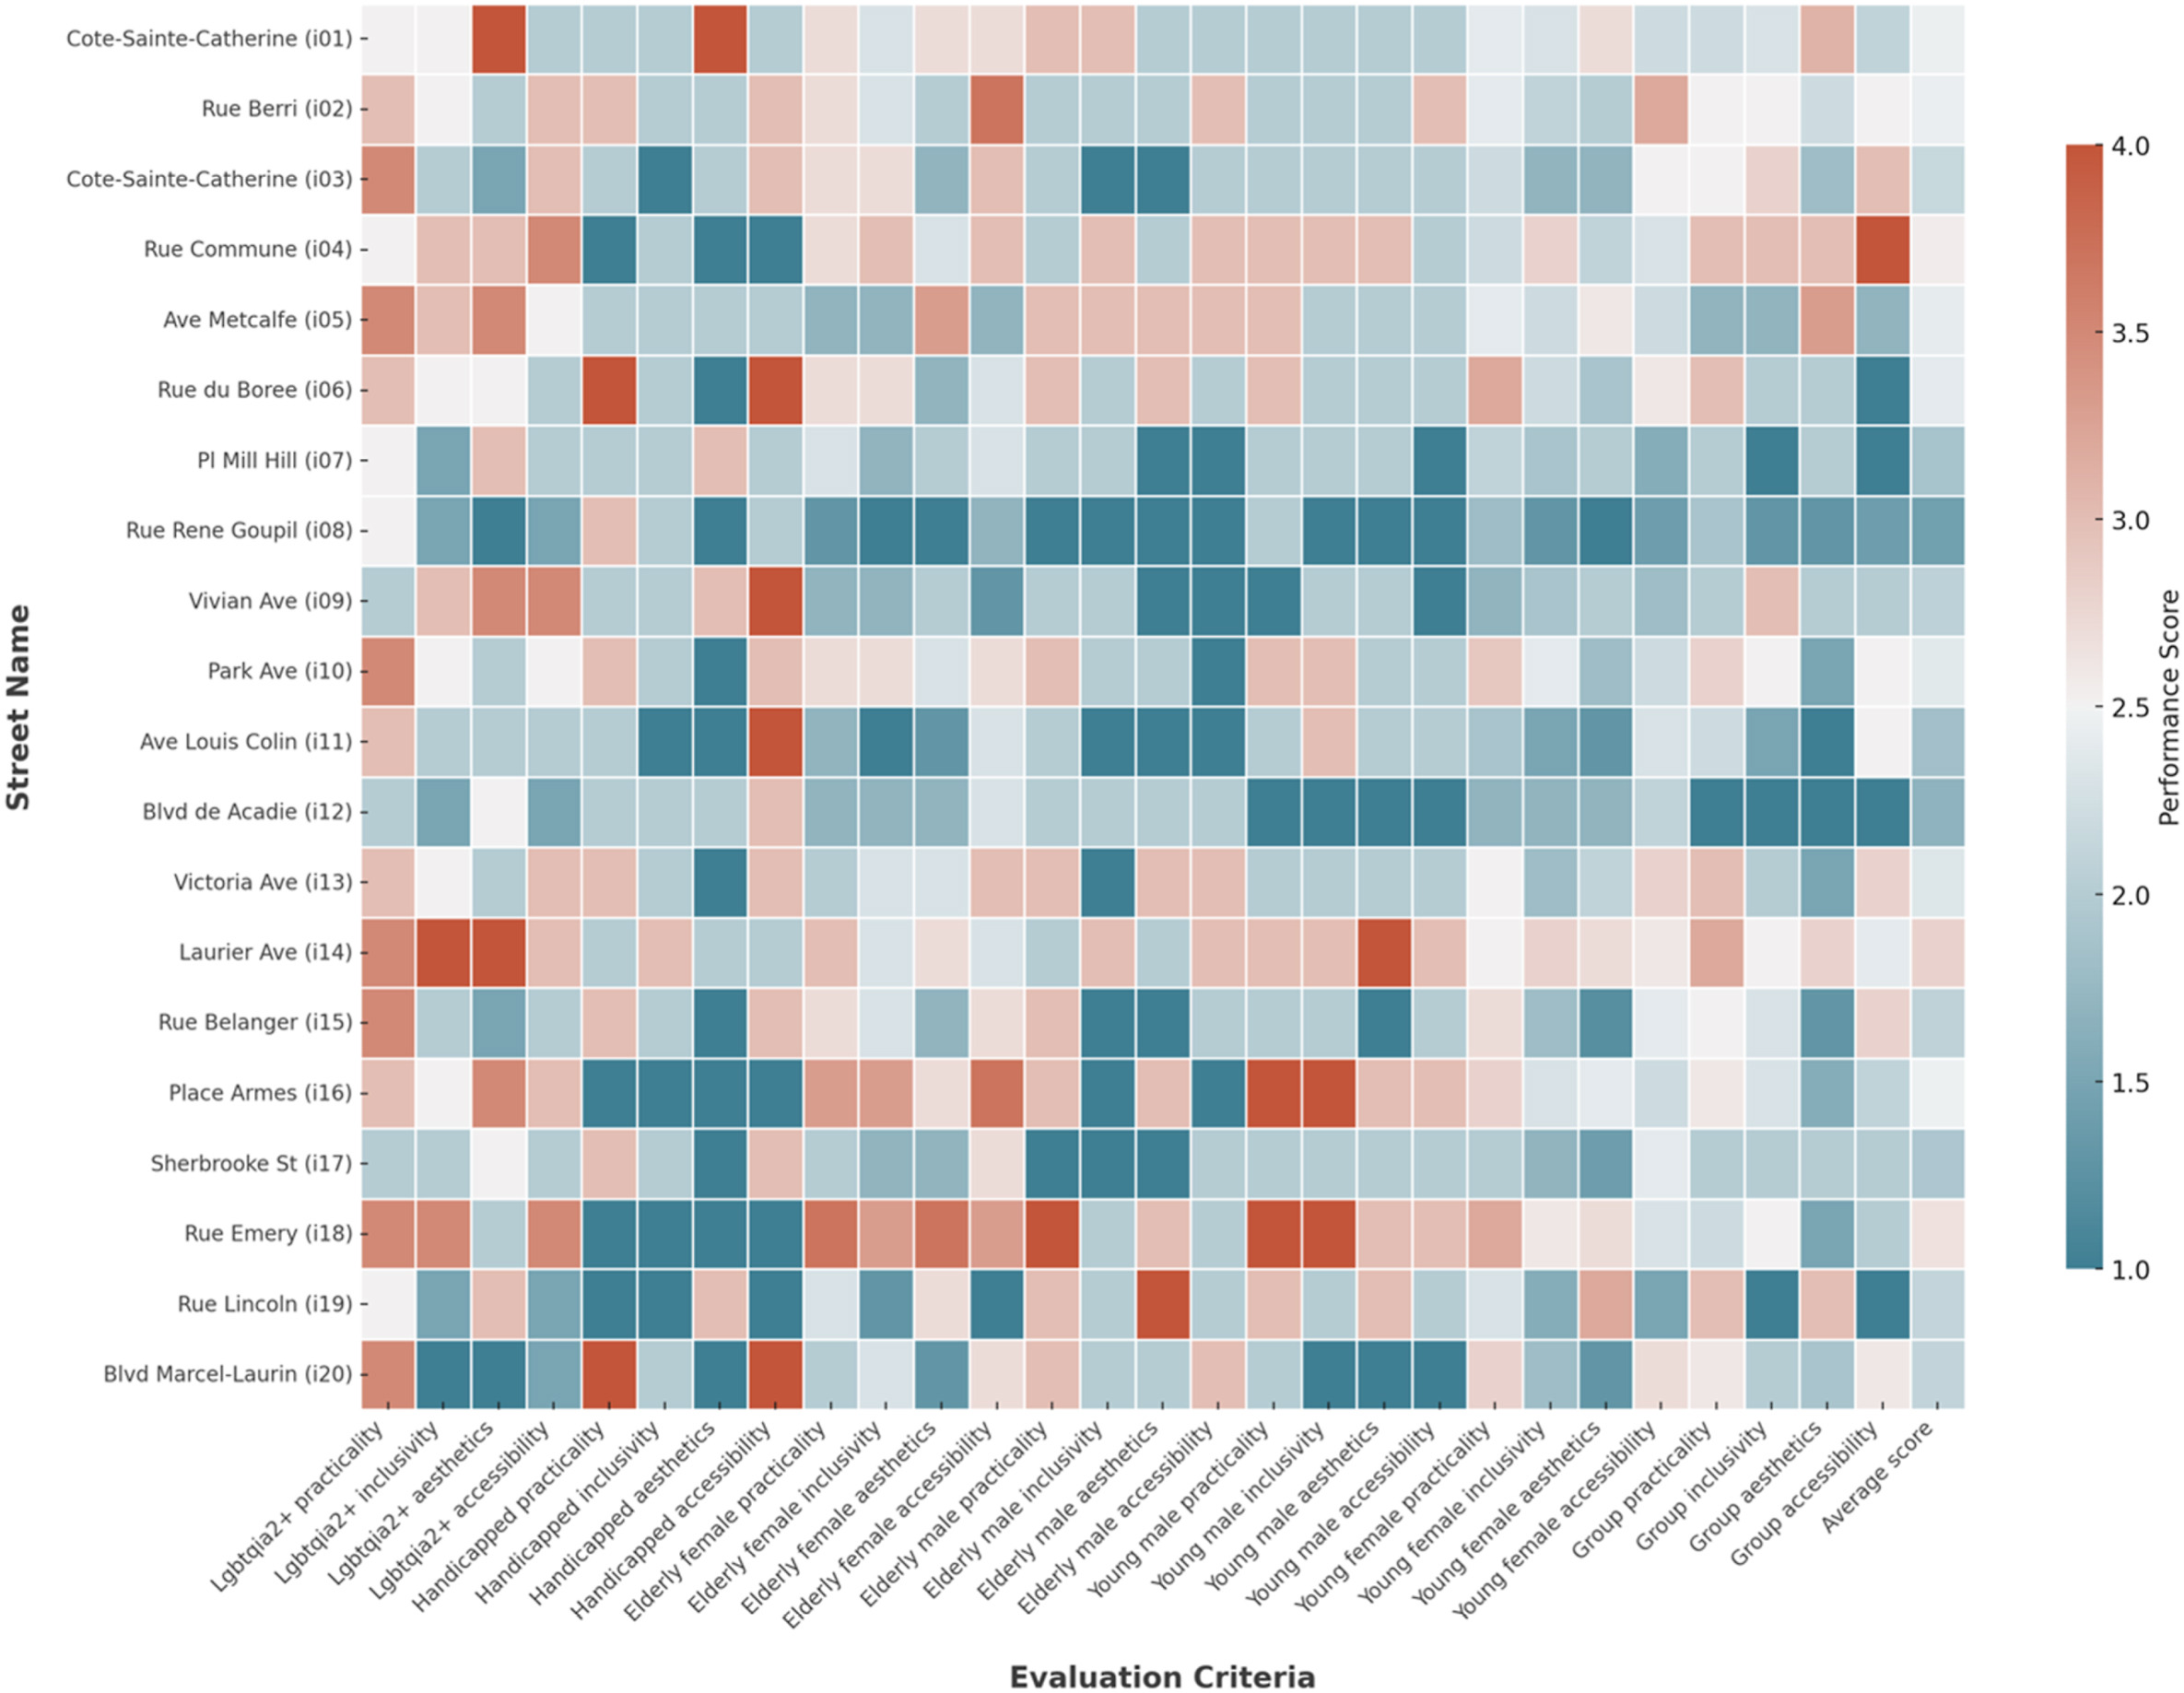 Street Name
Cote-Sainte-Catherine (i01)
Rue Berri (i02)
Cote-Sainte-Catherine (i03)
Rue Commune (i04)
Ave Metcalfe (i05)
Rue du Boree (i06)
Pl Mill Hill (i07)
Rue Rene Goupil (i08)
Vivian Ave (i09)
Park Ave (i10)
Ave Louis Colin (i11)
Blvd de Acadie (i12)
Victoria Ave (i13)
Laurier Ave (i14)
Rue Belanger (i15)
Place Armes (i16)
Sherbrooke St (i17)
Rue Emery (i18)
Rue Lincoln (i19)
Blvd Marcel-Laurin (i20)
Lgbtqia2+ practicality
Lgbtqia2+ inclusivity
Lgbtqia2+ aesthetics
Lgbtqia2+ accessibility
Handicapped practicality
Handicapped inclusivity
Handicapped aesthetics
Handicapped accessibility
Elderly female practicality
Elderly female inclusivity
Elderly female aesthetics
Elderly female accessibility
Elderly male practicality
Elderly male inclusivity
Elderly male aesthetics
Elderly male accessibility
Young male practicality
Young male inclusivity
Young male aesthetics
Young male accessibility
Young female practicality
Young female inclusivity
Young female aesthetics
Young female accessibility
Group practicality
Group inclusivity
Group aesthetics
Group accessibility
Average score
Evaluation Criteria
4.0
3.5
3.0
2.5
2.0
1.5
1.0
Performance Score